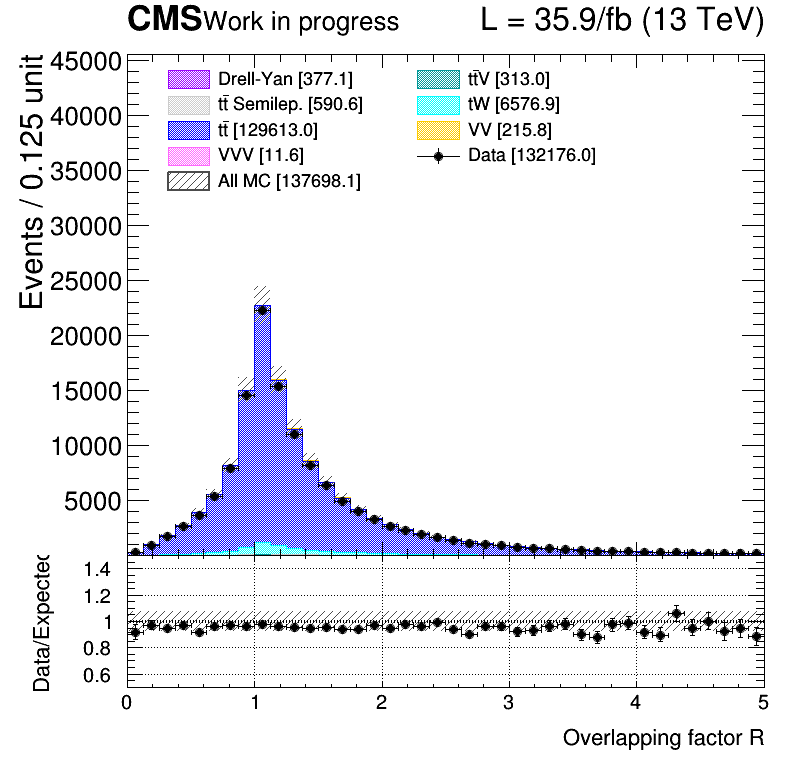 CMS Work in progress L = 35.9/fb (13 TeV)
Events / 0.125 unit
45000
40000
35000
30000
25000
20000
15000
10000
5000
Drell-Yan [377.1]
tt̄ Semilep. [590.6]
tt̄ [129613.0]
VVV [11.6]
All MC [137698.1]
tt̄V [313.0]
tW [6576.9]
VV [215.8]
Data [132176.0]
Data/Expected
1.4
1.2
1
0.8
0.6
0 1 2 3 4 5
Overlapping factor R